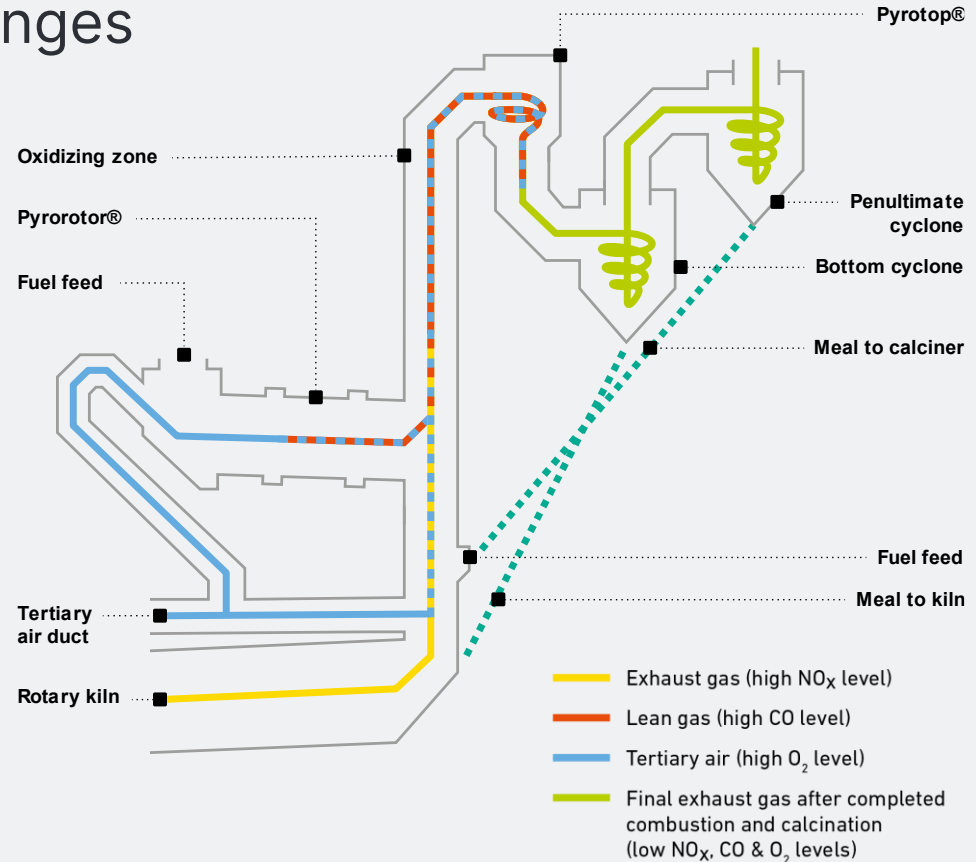 nges
Pyrotop®
Oxidizing zone
Pyrorotor®
Fuel feed
Penultimate
cyclone
Bottom cyclone
Meal to calciner
Fuel feed
Meal to kiln
Tertiary
air duct
Rotary kiln
Exhaust gas (high NOx level)
Lean gas (high CO level)
Tertiary air (high O₂ level)
Final exhaust gas after completed
combustion and calcination
(low NOx, CO & O₂ levels)